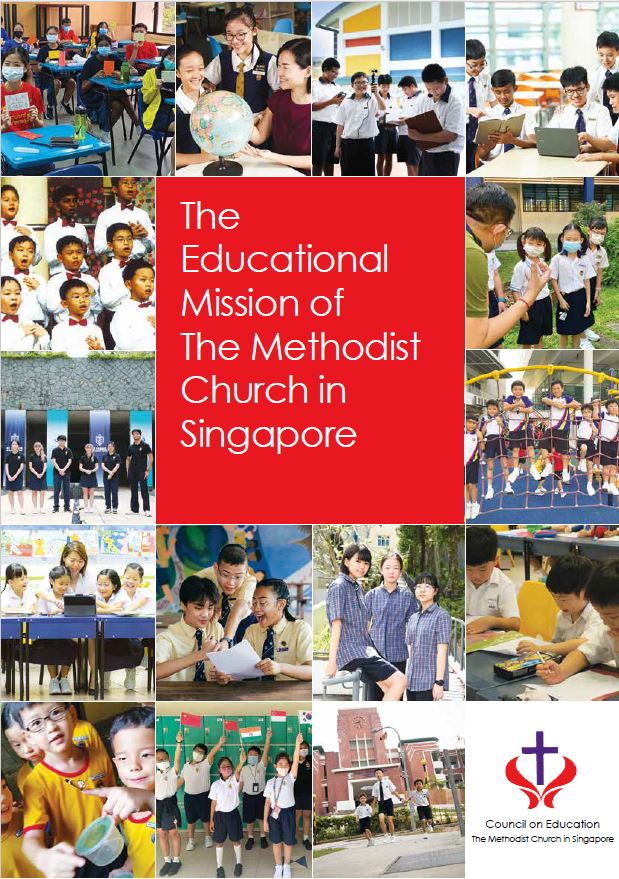 The
Educational
Mission of
The Methodist
Church in
Singapore
Council on Education
The Methodist Church in Singapore